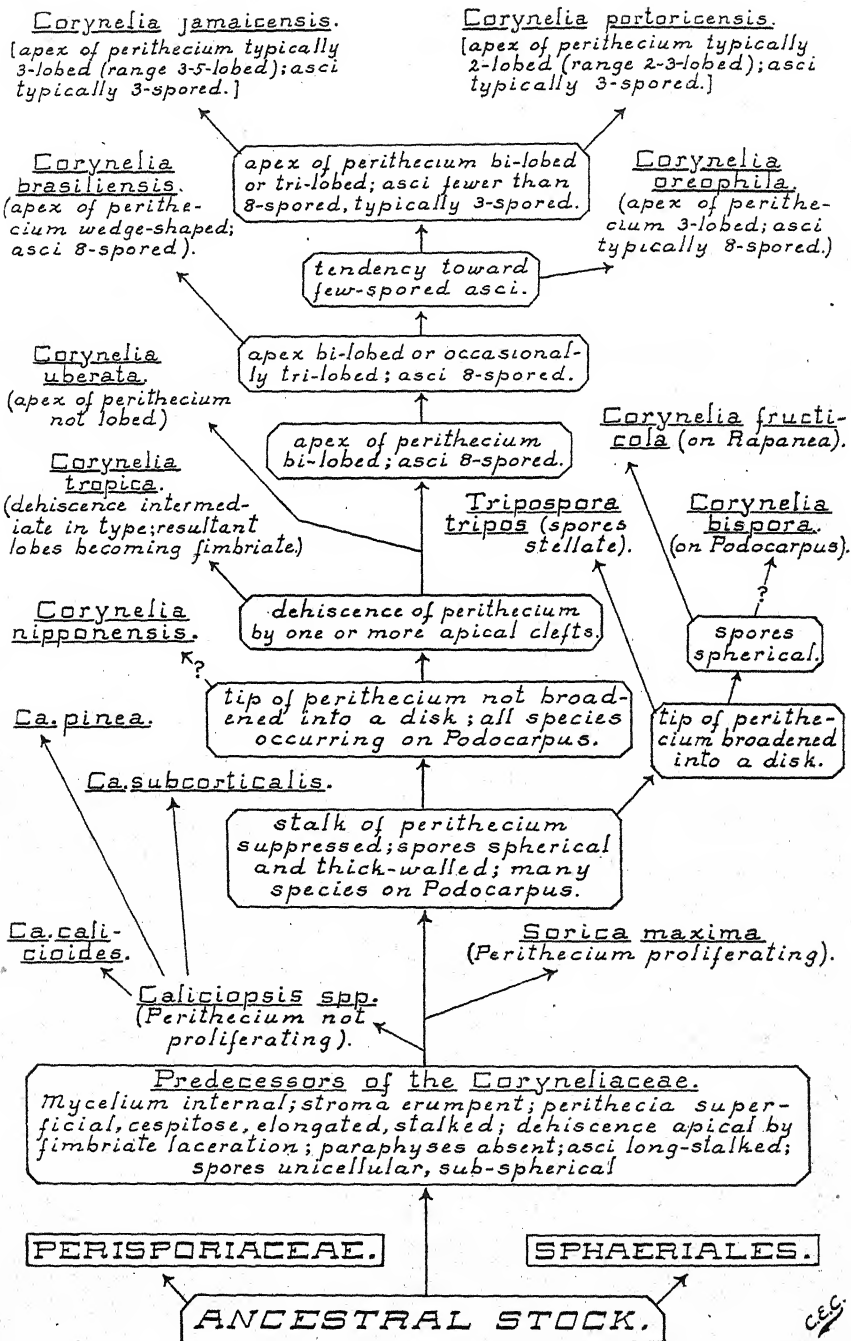 Corynelia jamaicensis.
[apex of perithecium typically
3-lobed (range 3-5-lobed); asci
typically 3-spored.]
Corynelia portoricensis.
[apex of perithecium typically
2-lobed (range 2-3-lobed); asci
typically 3-spored.]
Corynelia
brasiliensis.
(apex of perithe-
cium wedge-shaped;
asci 8-spored).
apex of perithecium bi-lobed
or tri-lobed; asci fewer than
8-spored, typically 3-spored.
Corynelia
oreophila.
(apex of perithe-
cium 3-lobed; asci
typically 8-spored.)
tendency toward
few-spored asci.
Corynelia
uberata.
(apex of perithecium
not lobed)
apex bi-lobed or occasional-
ly tri-lobed; asci 8-spored.
apex of perithecium
bi-lobed; asci 8-spored.
Corynelia fructi-
cola (on Rapanea).
Corynelia
tropica.
(dehiscence intermed-
iate in type; resultant
lobes becoming fimbriate.)
Tripospora
tripos (spores
stellate).
Corynelia
bispora.
(on Podocarpus).
?
Corynelia
nipponensis.
?
dehiscence of perithecium
by one or more apical clefts.
spores
spherical.
tip of perithecium not broad-
ened into a disk; all species
occurring on Podocarpus.
tip of perithe-
cium broadened
into a disk.
Ca. pinea.
Ca. subcorticalis.
stalk of perithecium
suppressed; spores spherical
and thick-walled; many
species on Podocarpus.
Ca. cali-
cioides.
Sorica maxima
(Perithecium proliferating).
Caliciopsis spp.
(Perithecium not
proliferating).
Predecessors of the Coryneliaceae.
Mycelium internal; stroma erumpent; perithecia super-
ficial, cespitose, elongated, stalked; dehiscence apical by
fimbriate laceration; paraphyses absent; asci long-stalked;
spores unicellular, sub-spherical
PERISPORIACEAE.
SPHAERIALES.
ANCESTRAL STOCK.
C.E.C.